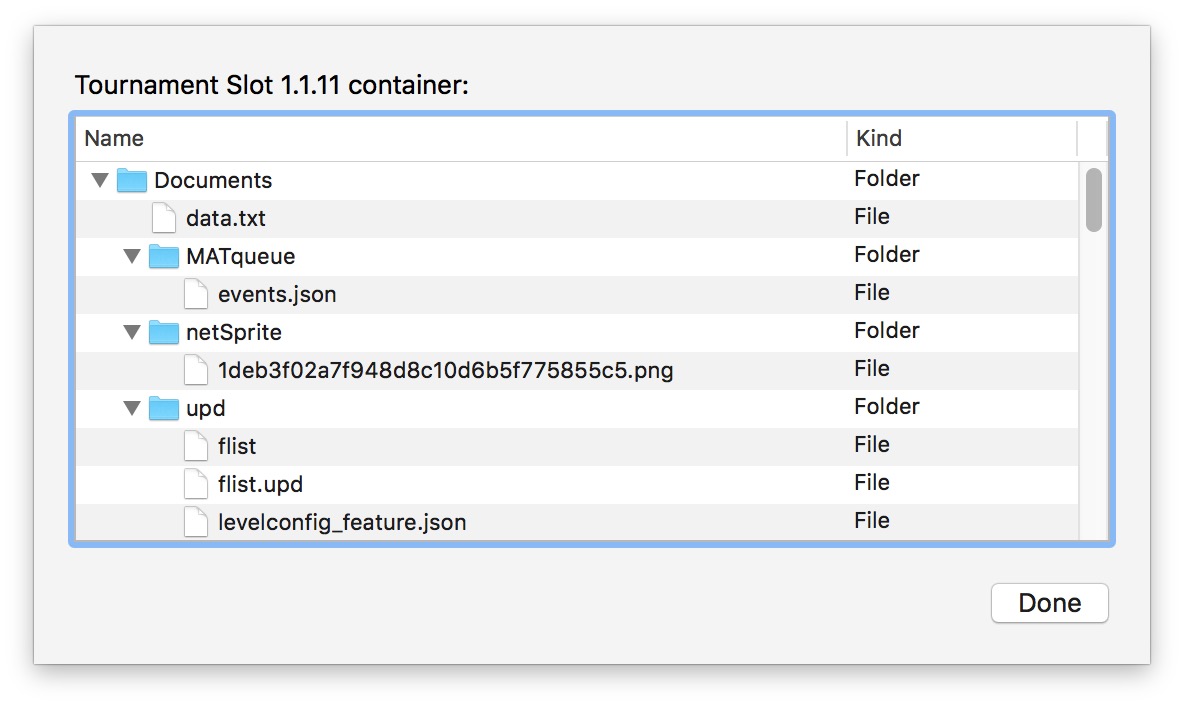 Tournament Slot 1.1.11 container:
Name Kind
Documents Folder
data.txt File
MATqueue Folder
events.json File
netSprite Folder
1deb3f02a7f948d8c10d6b5f775855c5.png File
upd Folder
flist File
flist.upd File
levelconfig_feature.json File
Done